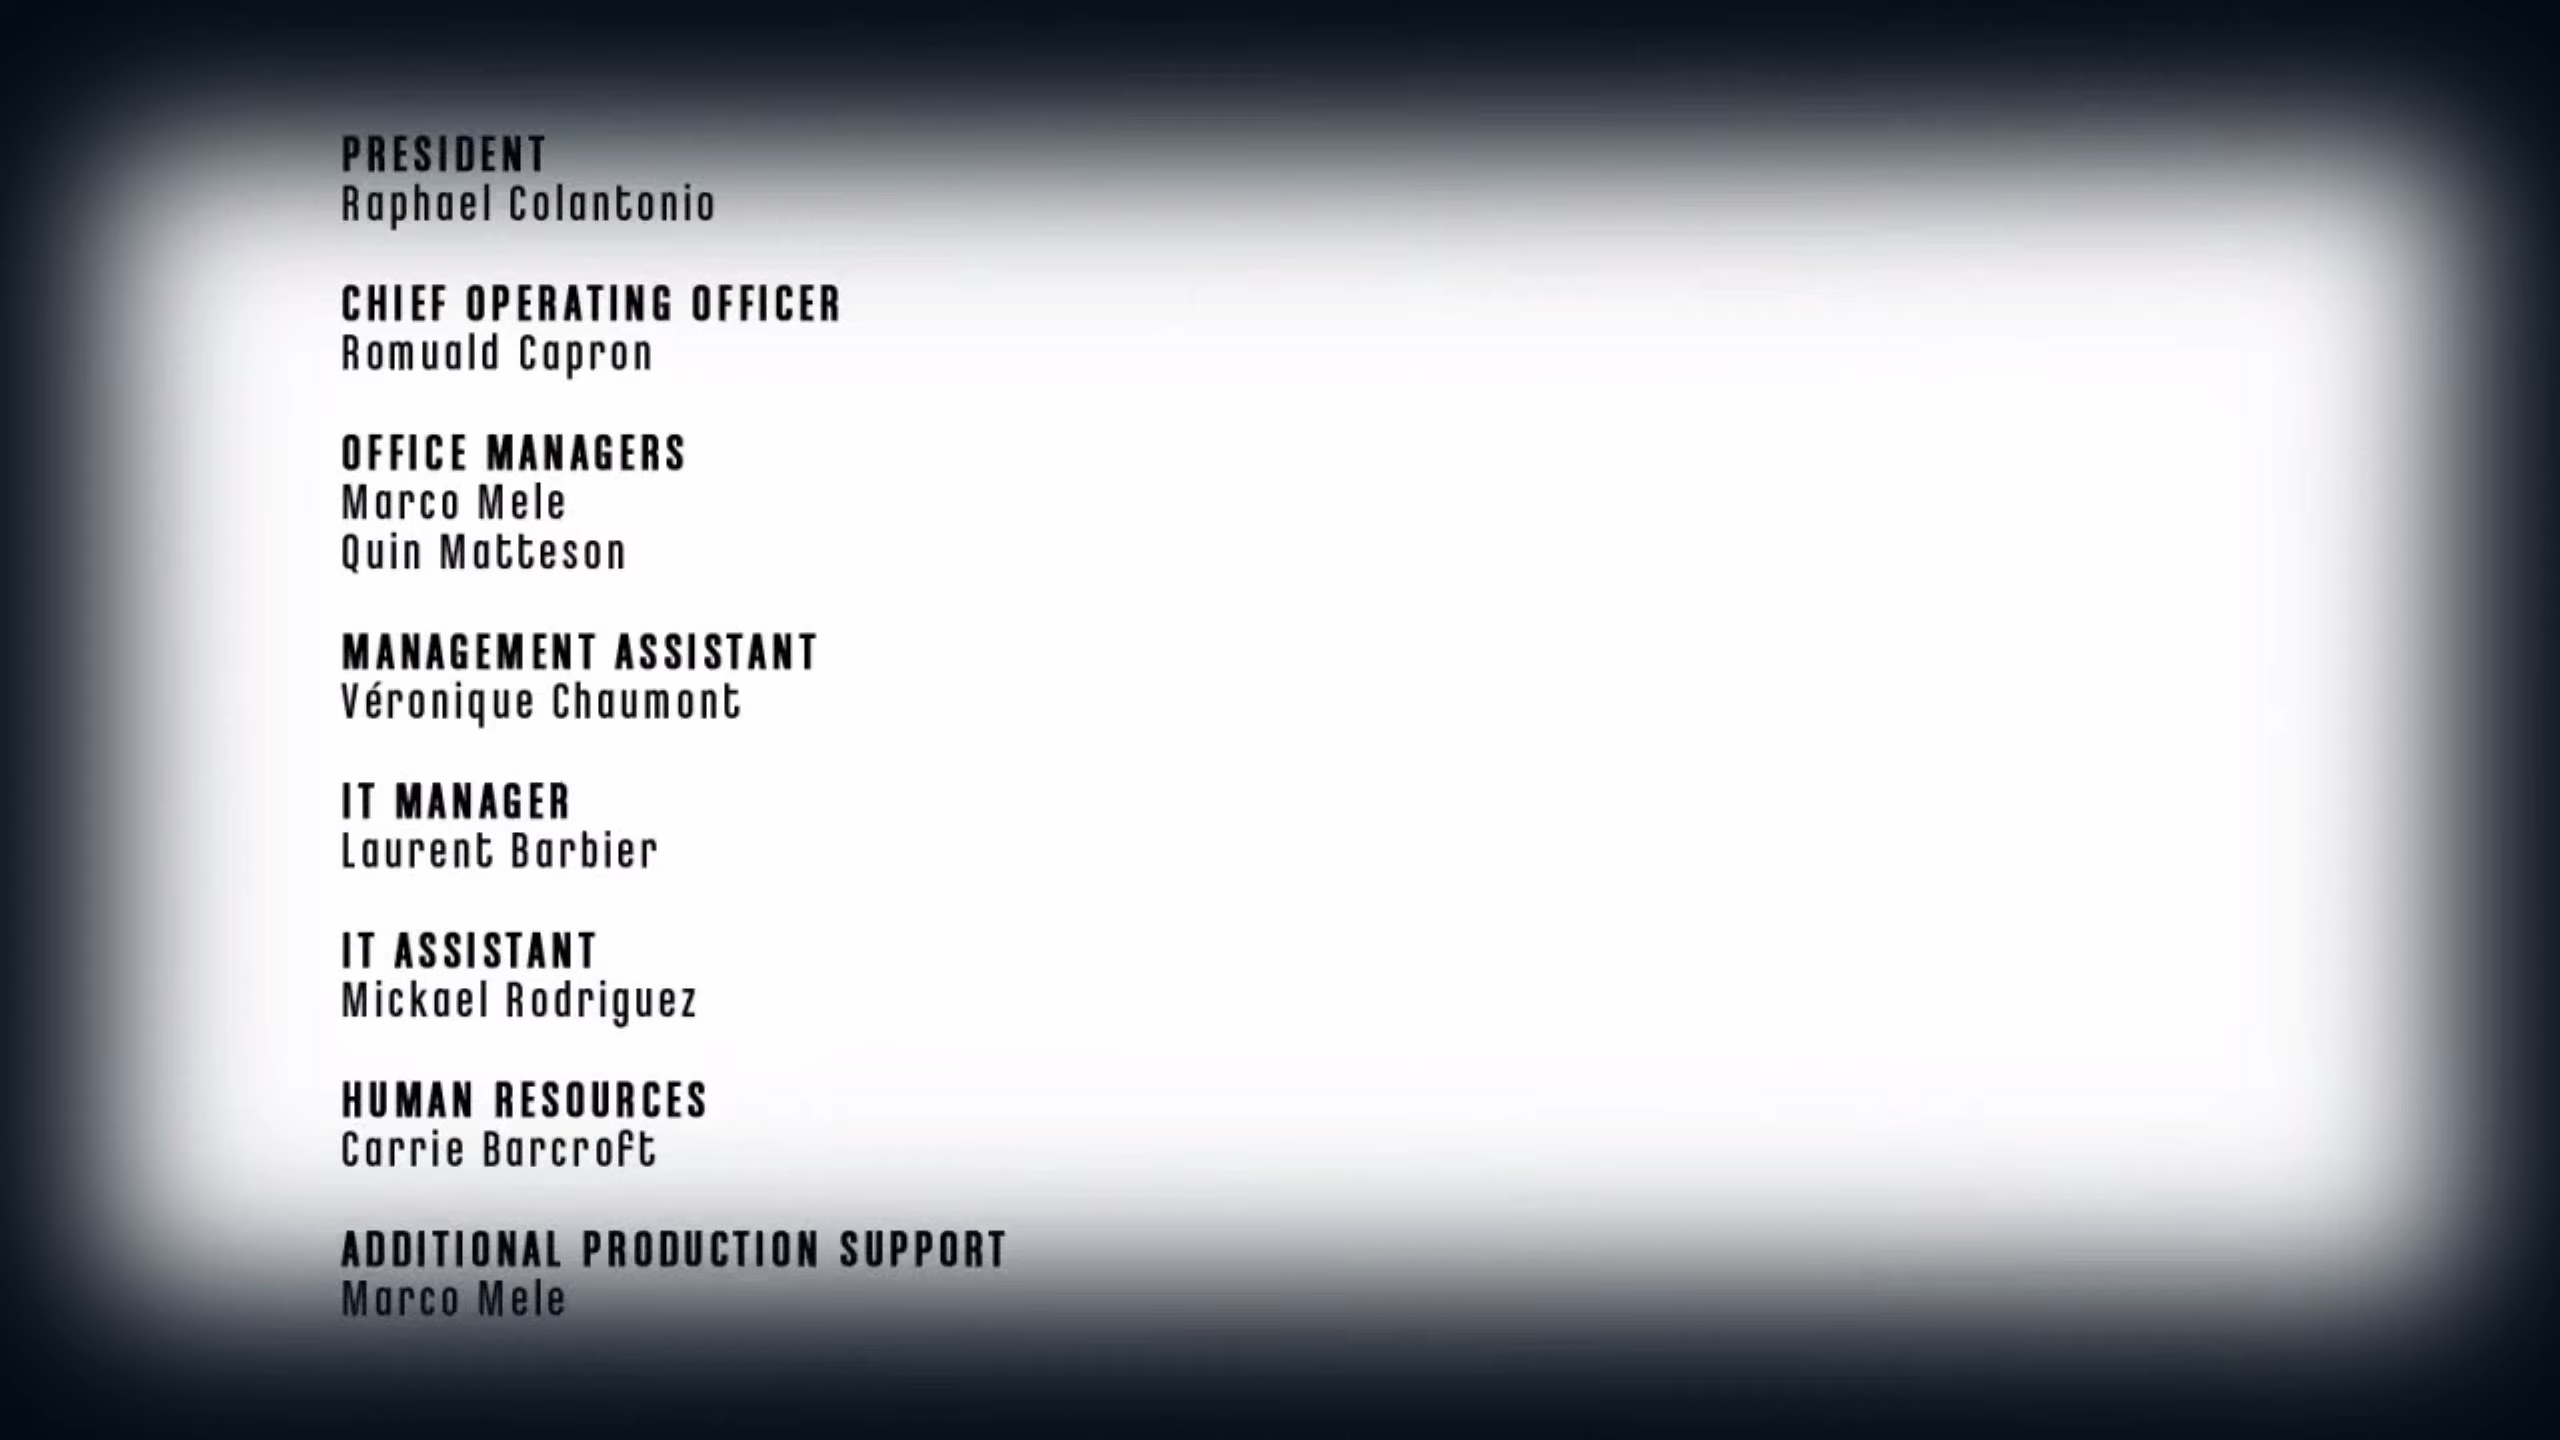 PRESIDENT
Raphael Colantonio
CHIEF OPERATING OFFICER
Romuald Capron
OFFICE MANAGERS
Marco Mele
Quin Matteson
MANAGEMENT ASSISTANT
Véronique Chaumont
IT MANAGER
Laurent Barbier
IT ASSISTANT
Mickael Rodriguez
HUMAN RESOURCES
Carrie Barcroft
ADDITIONAL PRODUCTION SUPPORT
Marco Mele